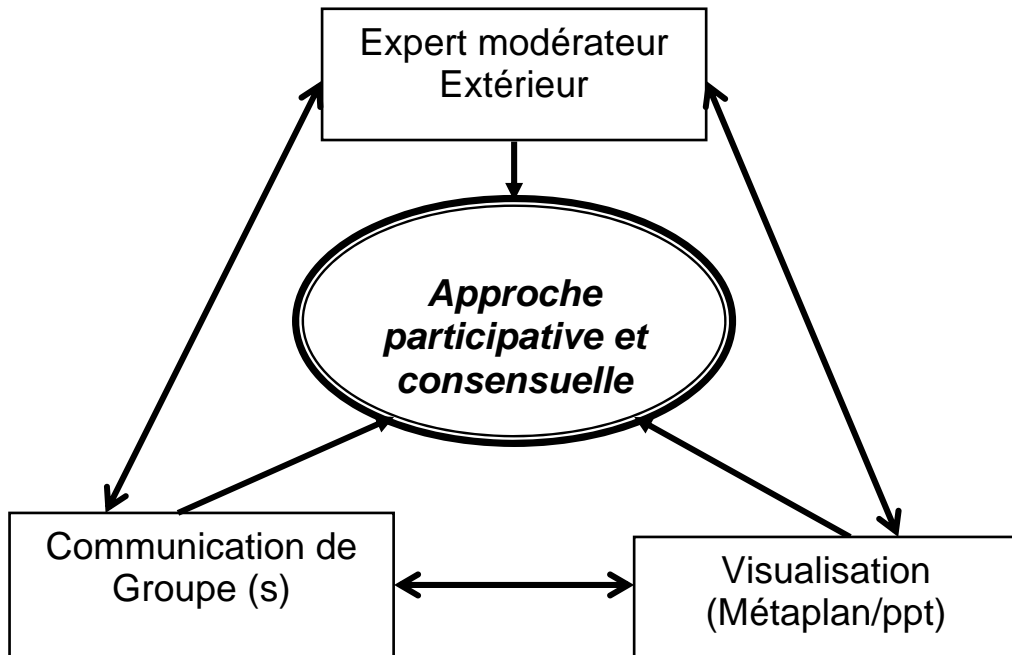 Expert modérateur
Extérieur
Approche
participative et
consensuelle
Communication de
Groupe (s)
Visualisation
(Métaplan/ppt)